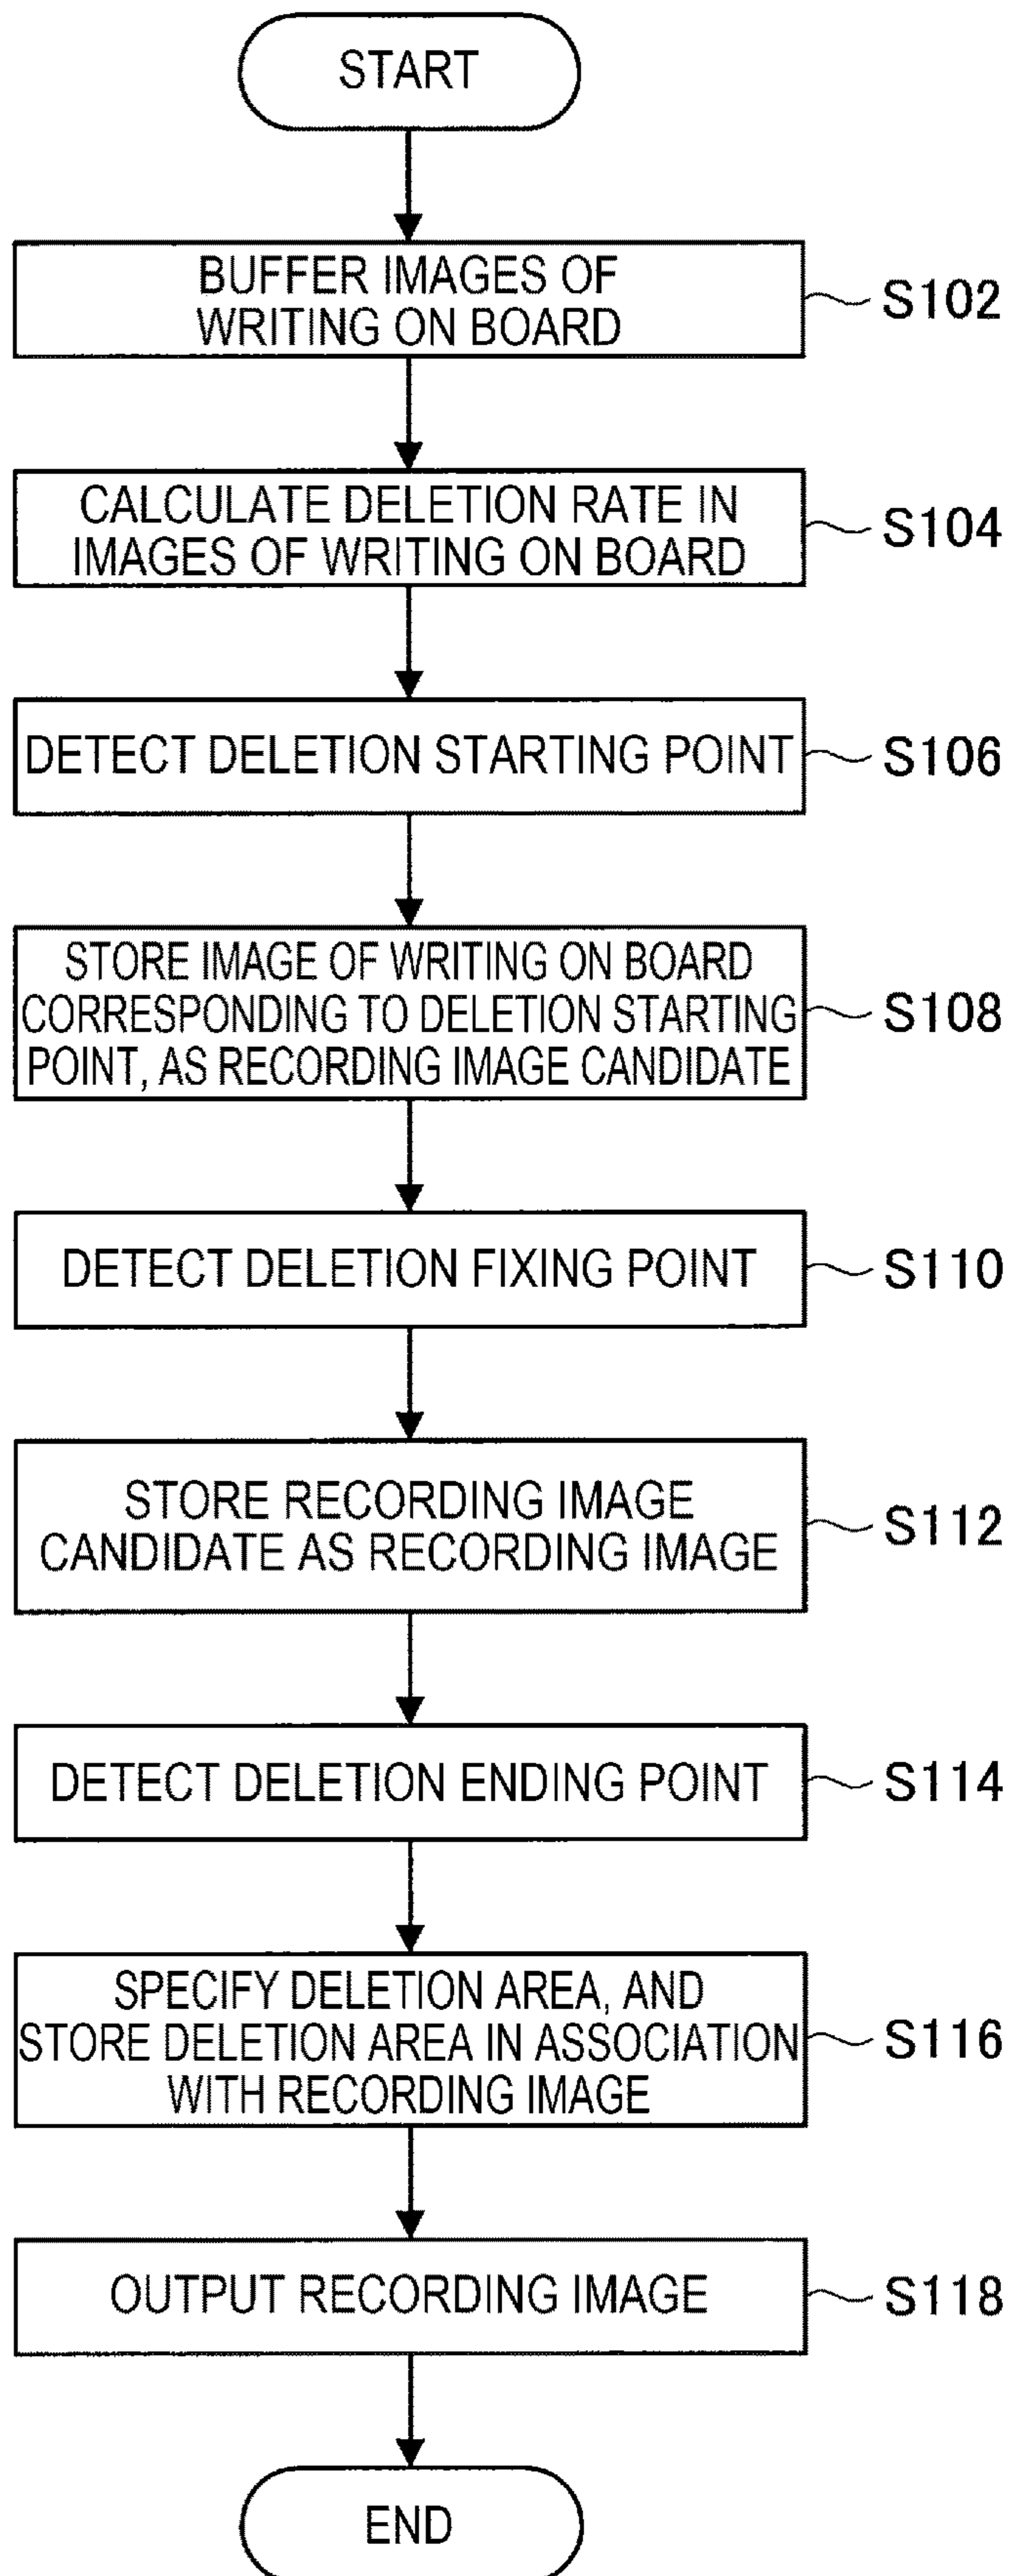 START
BUFFER IMAGES OF
WRITING ON BOARD
S102
CALCULATE DELETION RATE IN
IMAGES OF WRITING ON BOARD
S104
DETECT DELETION STARTING POINT
S106
STORE IMAGE OF WRITING ON BOARD
CORRESPONDING TO DELETION STARTING
POINT, AS RECORDING IMAGE CANDIDATE
S108
DETECT DELETION FIXING POINT
S110
STORE RECORDING IMAGE
CANDIDATE AS RECORDING IMAGE
S112
DETECT DELETION ENDING POINT
S114
SPECIFY DELETION AREA, AND
STORE DELETION AREA IN ASSOCIATION
WITH RECORDING IMAGE
S116
OUTPUT RECORDING IMAGE
S118
END